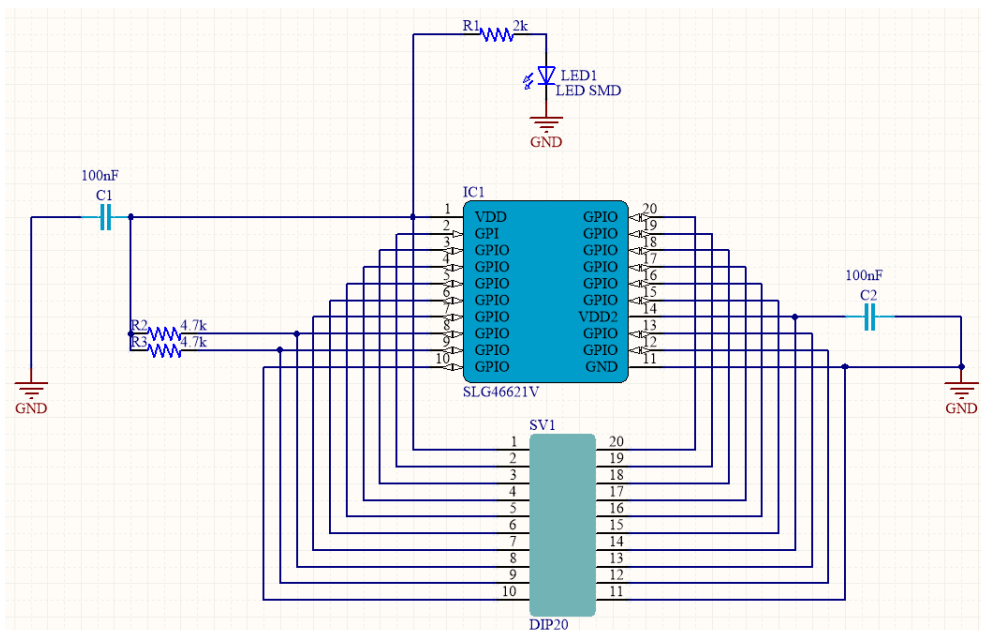 R1 2k
LED1
LED SMD
GND
100nF
C1
IC1
1 VDD GPIO 20
2 GPI GPIO 19
3 GPIO GPIO 18
4 GPIO GPIO 17
5 GPIO GPIO 16
6 GPIO GPIO 15
7 GPIO VDD2 14
8 GPIO GPIO 13
9 GPIO GPIO 12
10 GPIO GND 11
SLG46621V
100nF
C2
R2 4.7k
R3 4.7k
GND
GND
SV1
1 20
2 19
3 18
4 17
5 16
6 15
7 14
8 13
9 12
10 11
DIP20